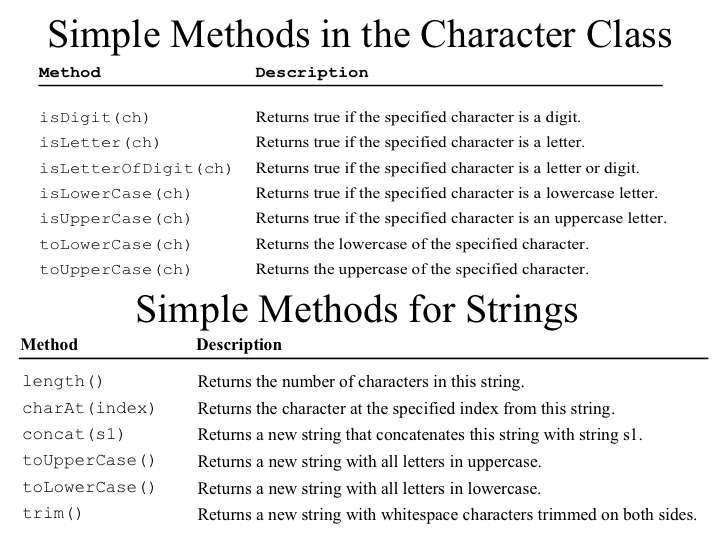 Simple Methods in the Character Class
Method Description
isDigit(ch) Returns true if the specified character is a digit.
isLetter(ch) Returns true if the specified character is a letter.
isLetterOfDigit(ch) Returns true if the specified character is a letter or digit.
isLowerCase(ch) Returns true if the specified character is a lowercase letter.
isUpperCase(ch) Returns true if the specified character is an uppercase letter.
toLowerCase(ch) Returns the lowercase of the specified character.
toUpperCase(ch) Returns the uppercase of the specified character.
Simple Methods for Strings
Method Description
length() Returns the number of characters in this string.
charAt(index) Returns the character at the specified index from this string.
concat(s1) Returns a new string that concatenates this string with string s1.
toUpperCase() Returns a new string with all letters in uppercase.
toLowerCase() Returns a new string with all letters in lowercase.
trim() Returns a new string with whitespace characters trimmed on both sides.